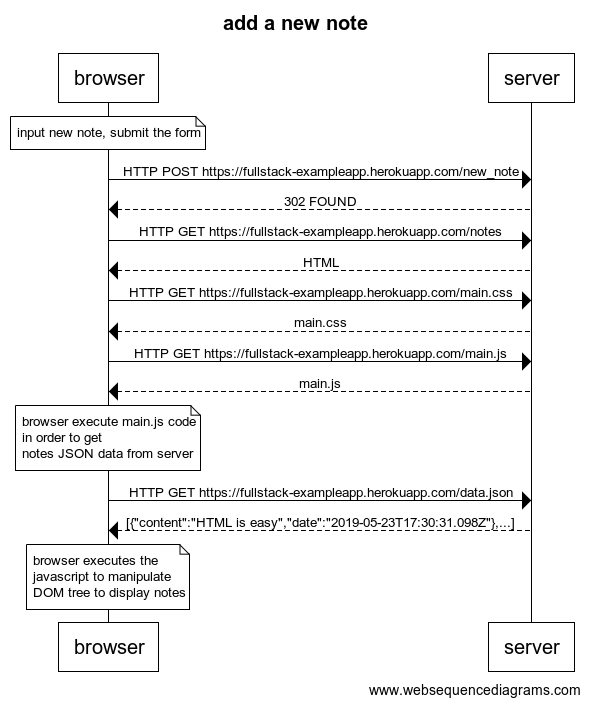 add a new note
browser
server
input new note, submit the form
HTTP POST https://fullstack-exampleapp.herokuapp.com/new_note
302 FOUND
HTTP GET https://fullstack-exampleapp.herokuapp.com/notes
HTML
HTTP GET https://fullstack-exampleapp.herokuapp.com/main.css
main.css
HTTP GET https://fullstack-exampleapp.herokuapp.com/main.js
main.js
browser execute main.js code
in order to get
notes JSON data from server
HTTP GET https://fullstack-exampleapp.herokuapp.com/data.json
[{"content":"HTML is easy","date":"2019-05-23T17:30:31.098Z"},...]
browser executes the
javascript to manipulate
DOM tree to display notes
browser
server
www.websequencediagrams.com